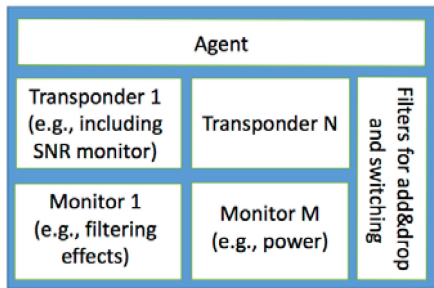 Agent
Transponder 1
(e.g., including
SNR monitor)
Transponder N
Filters for add&drop
and switching
Monitor 1
(e.g., filtering
effects)
Monitor M
(e.g., power)